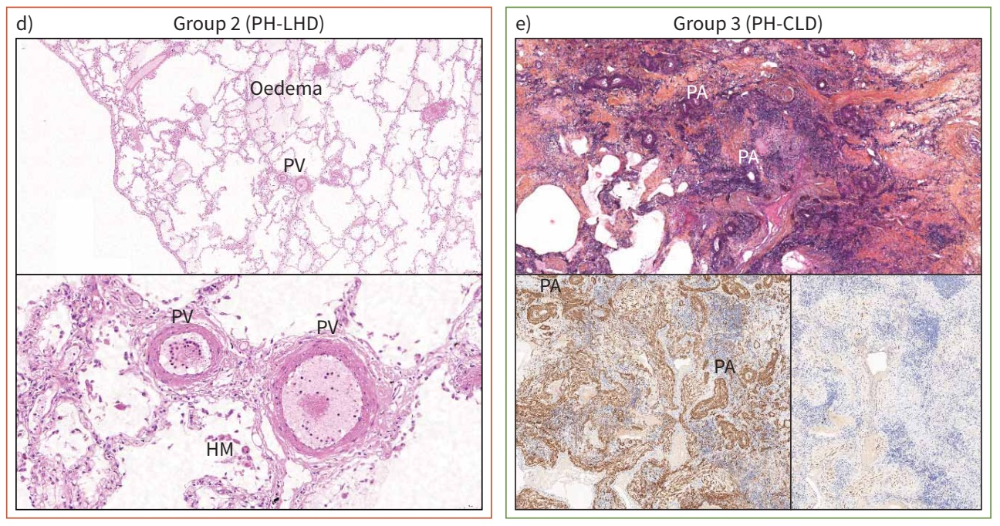 d) Group 2 (PH-LHD)
Oedema
PV
PV
PV
HM
e) Group 3 (PH-CLD)
PA
PA
PA
PA